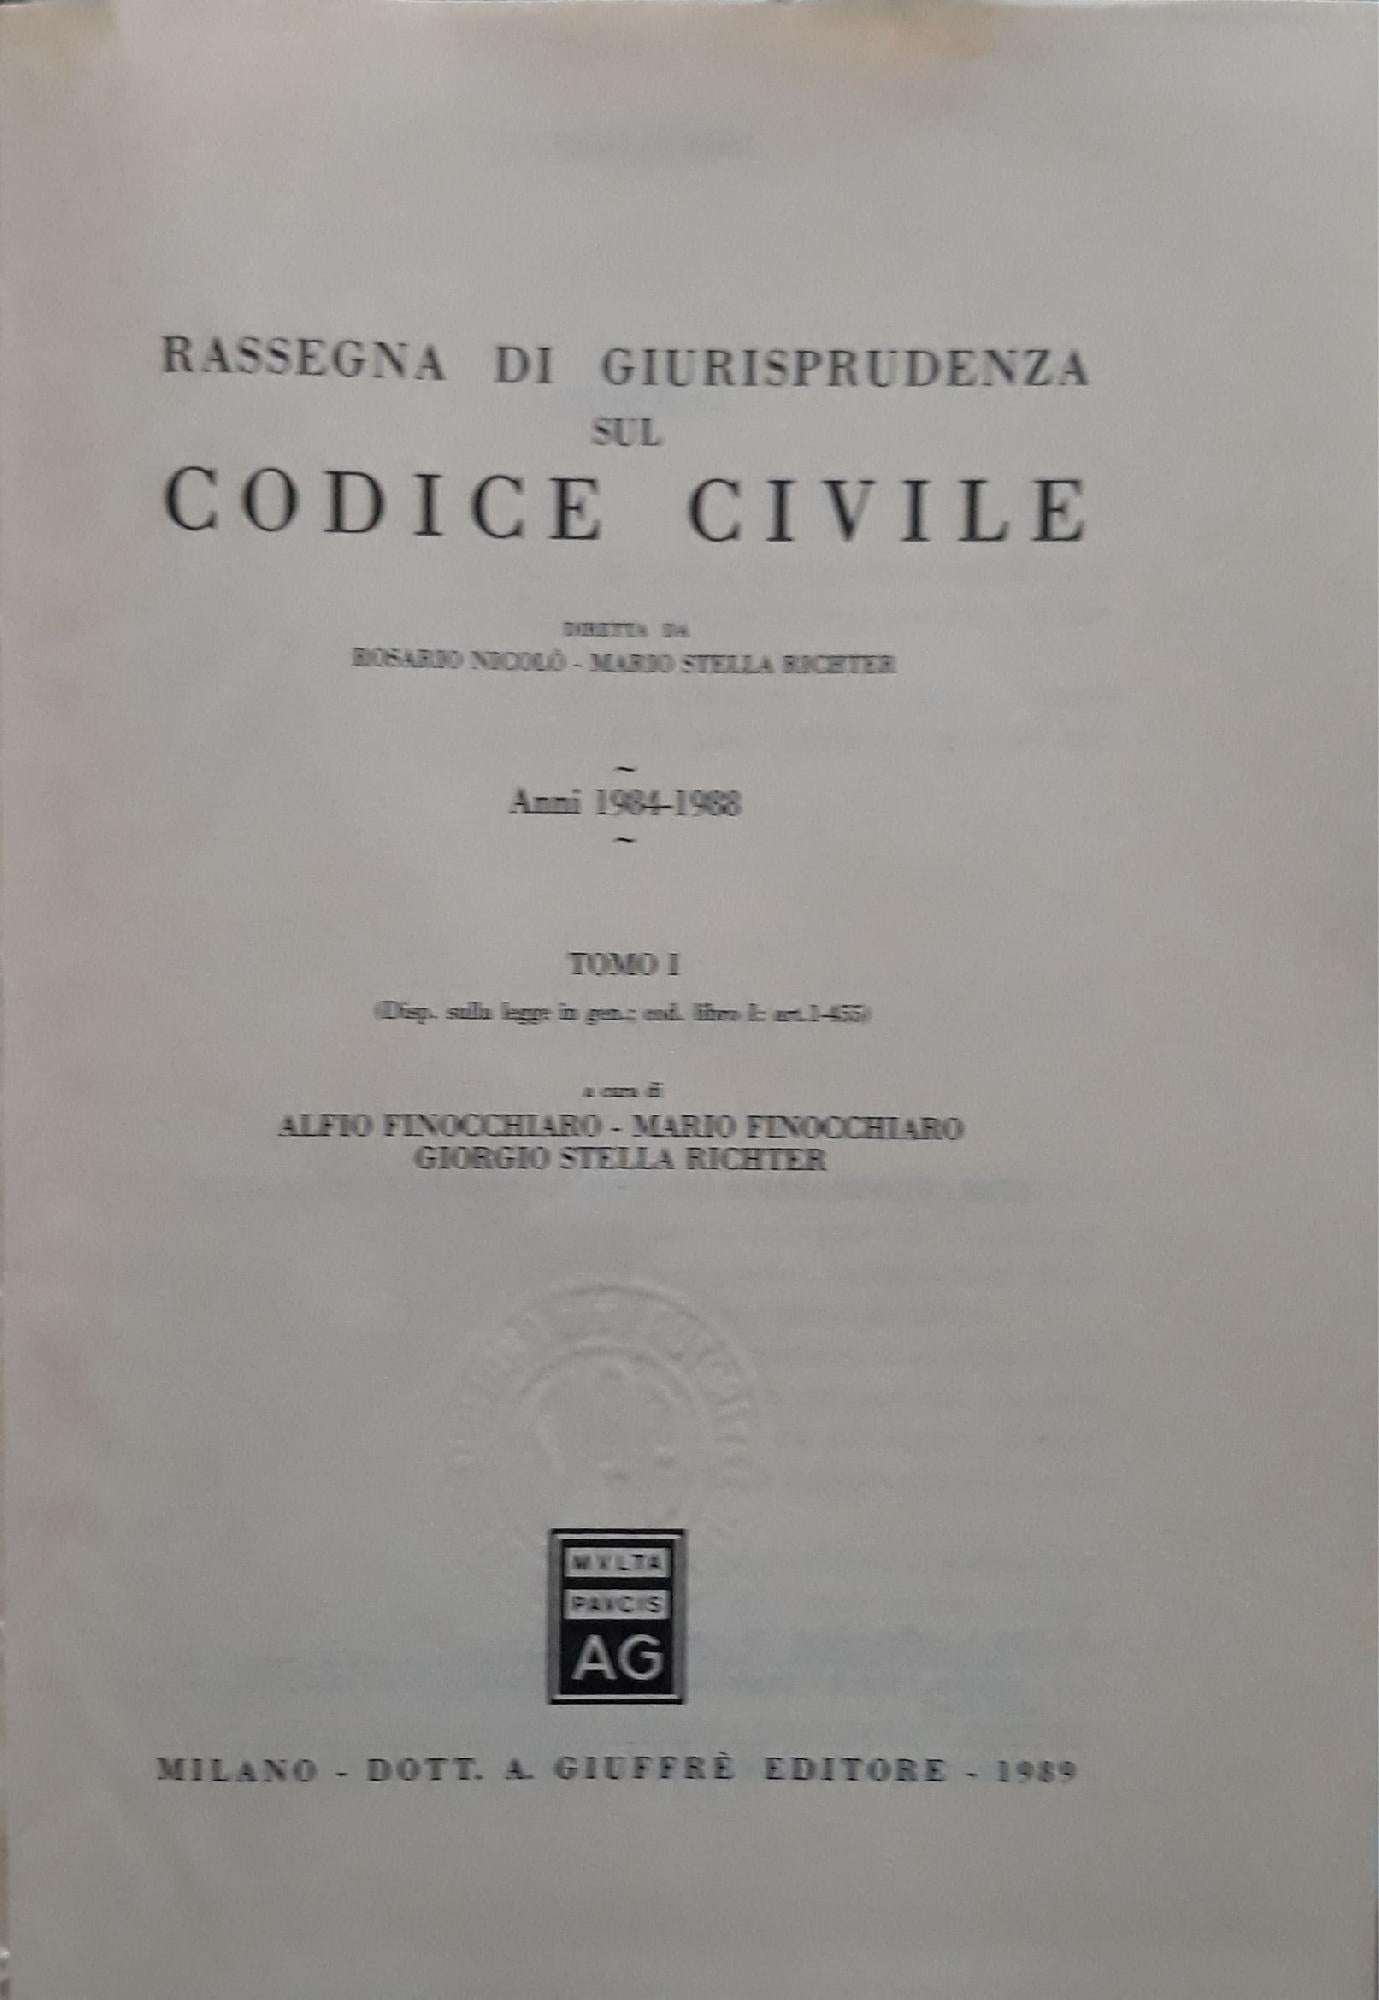 RASSEGNA DI GIURISPRUDENZA
SUL
CODICE CIVILE
DIRETTA DA
ROSARIO NICOLÒ - MARIO STELLA RICHTER
~
Anni 1984-1988
~
TOMO I
(Disp. sulla legge in gen.; cod. libro I: art.1-455)
a cura di
ALFIO FINOCCHIARO - MARIO FINOCCHIARO
GIORGIO STELLA RICHTER
MVLTA
PAVCIS
AG
MILANO - DOTT. A. GIUFFRÈ EDITORE - 1989